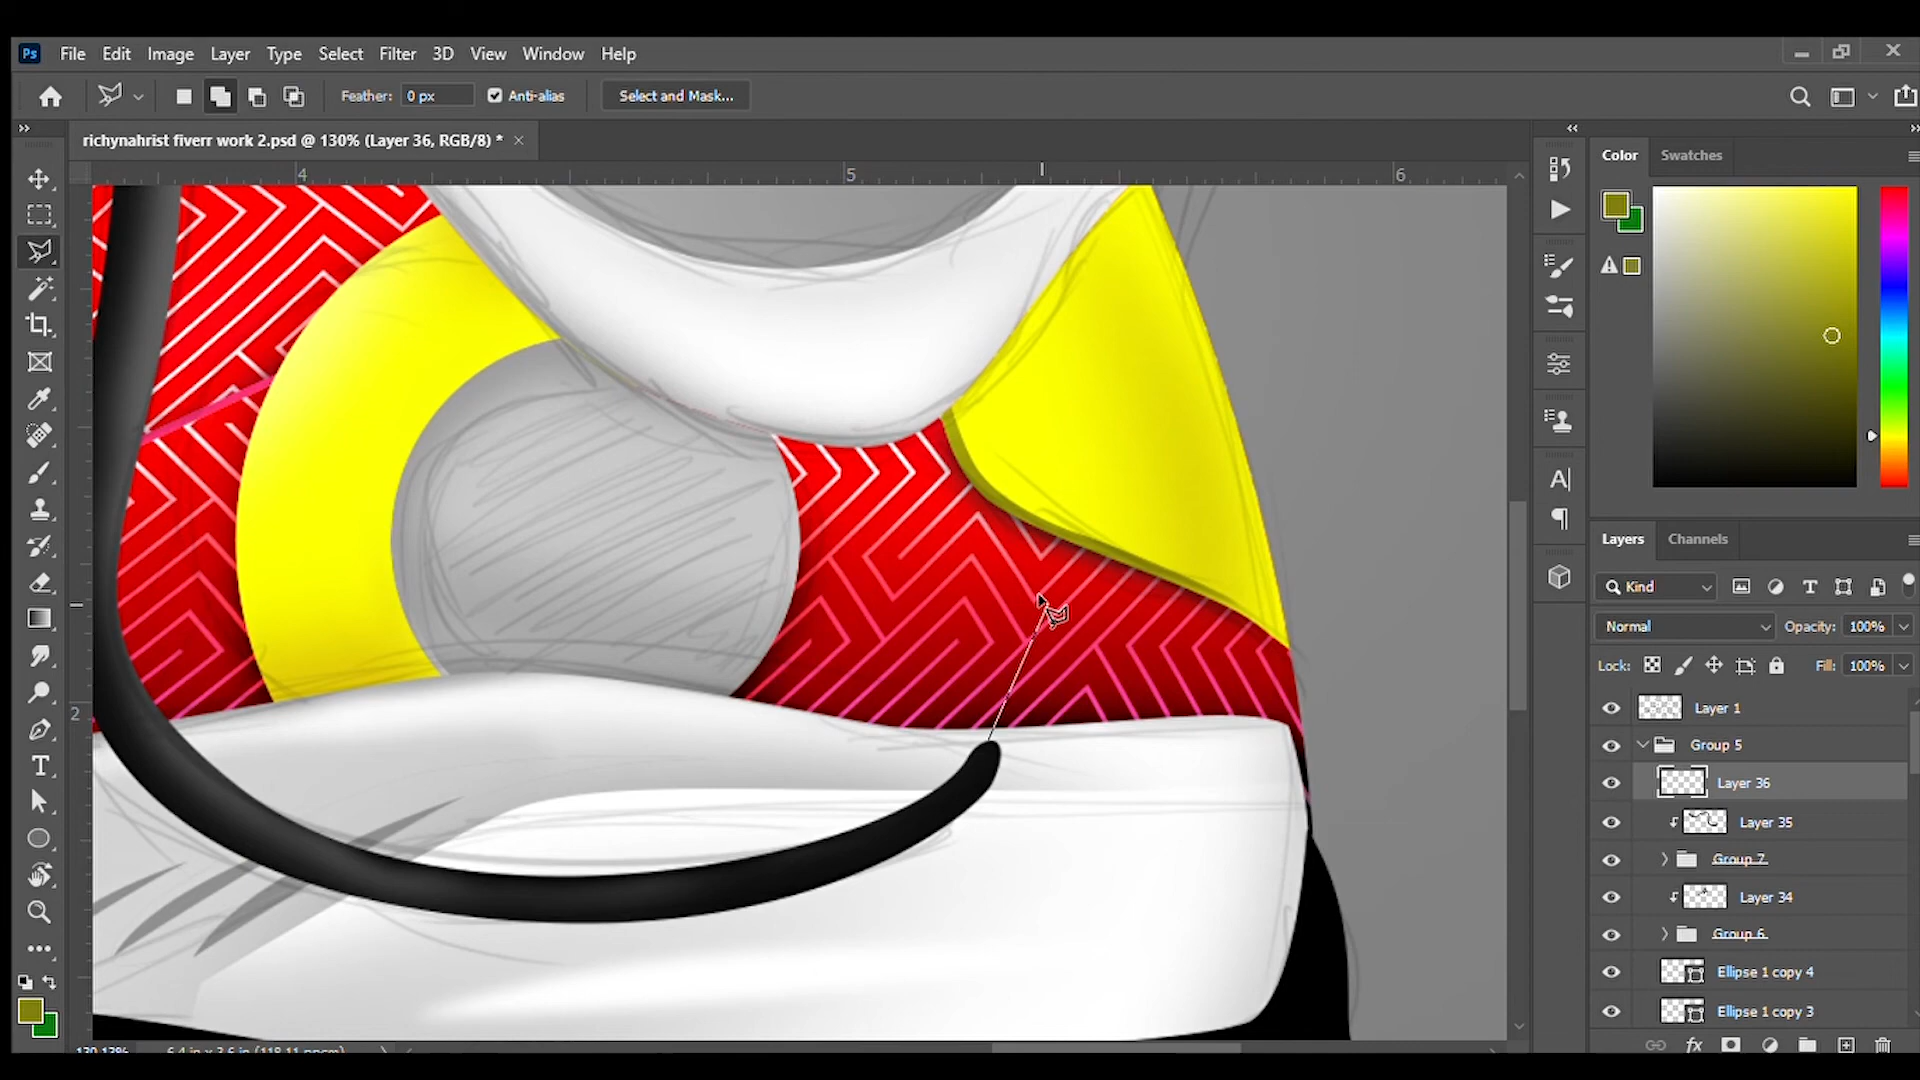 Ps File Edit Image Layer Type Select Filter 3D View Window Help
Feather: 0 px Anti-alias Select and Mask...
richynahrist fiverr work 2.psd @ 130% (Layer 36, RGB/8) * ×
4 5 6
2
Color Swatches
Layers Channels
Kind
Normal Opacity: 100%
Lock: Fill: 100%
Layer 1
Group 5
Layer 36
Layer 35
Group 7
Layer 34
Group 6
Ellipse 1 copy 4
Ellipse 1 copy 3
fx